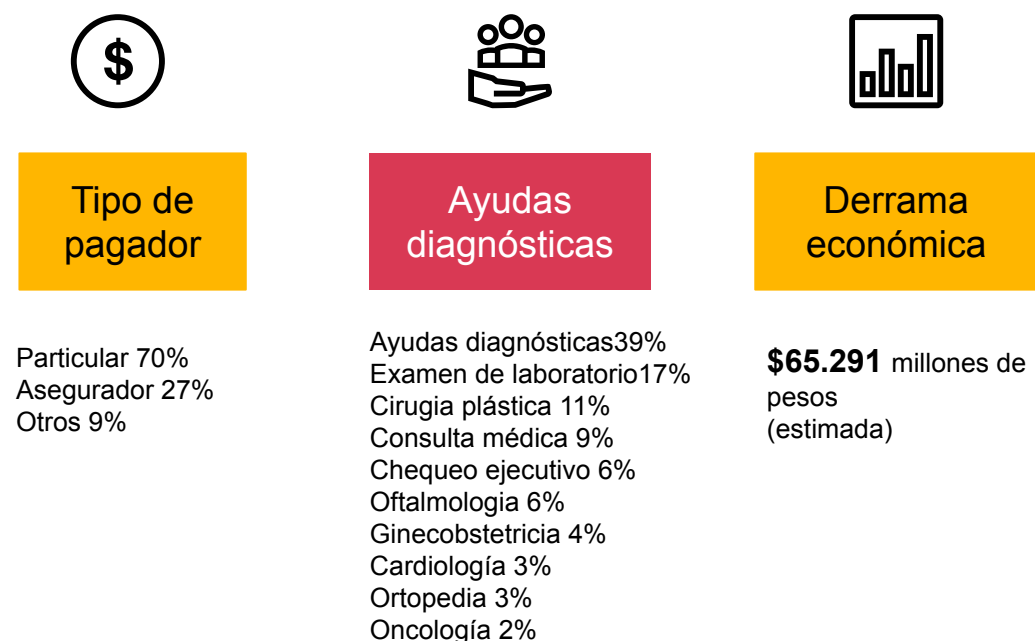 $
Tipo de
pagador
Particular 70%
Asegurador 27%
Otros 9%
Ayudas
diagnósticas
Ayudas diagnósticas39%
Examen de laboratorio17%
Cirugia plástica 11%
Consulta médica 9%
Chequeo ejecutivo 6%
Oftalmologia 6%
Ginecobstetricia 4%
Cardiología 3%
Ortopedia 3%
Oncología 2%
Derrama
económica
$65.291 millones de
pesos
(estimada)